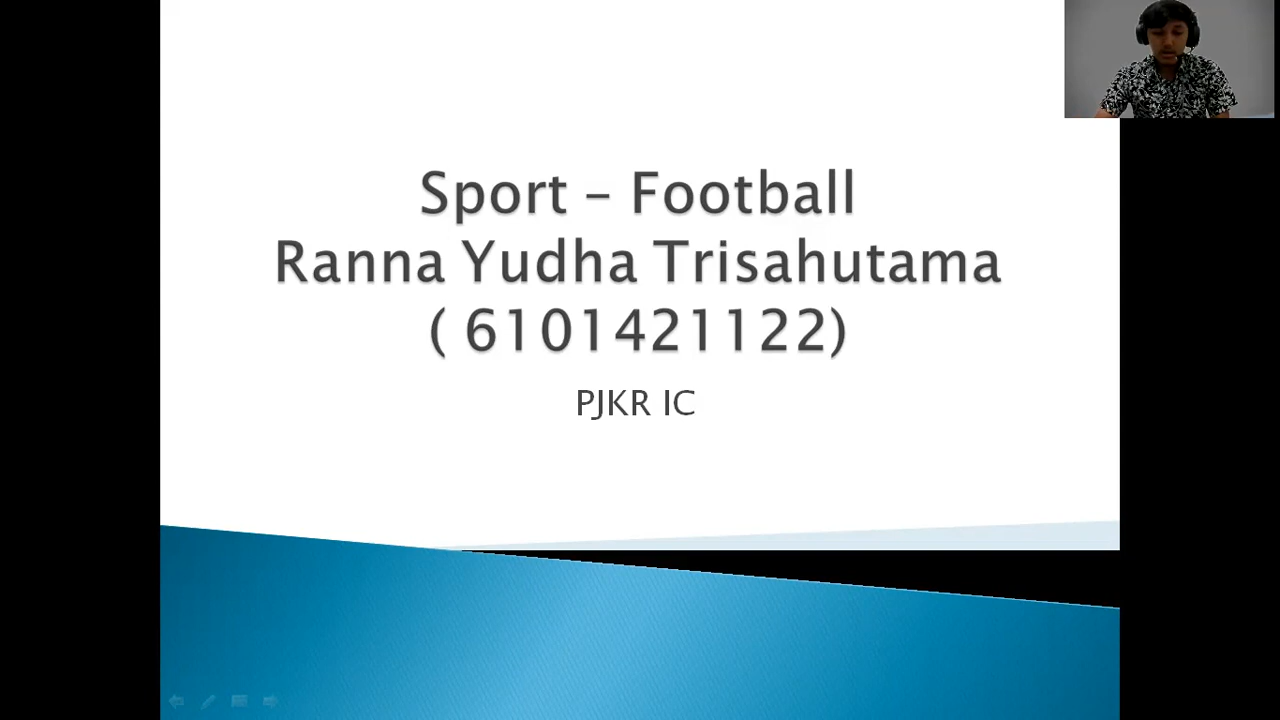 Sport – Football
Ranna Yudha Trisahutama
( 6101421122)
PJKR IC